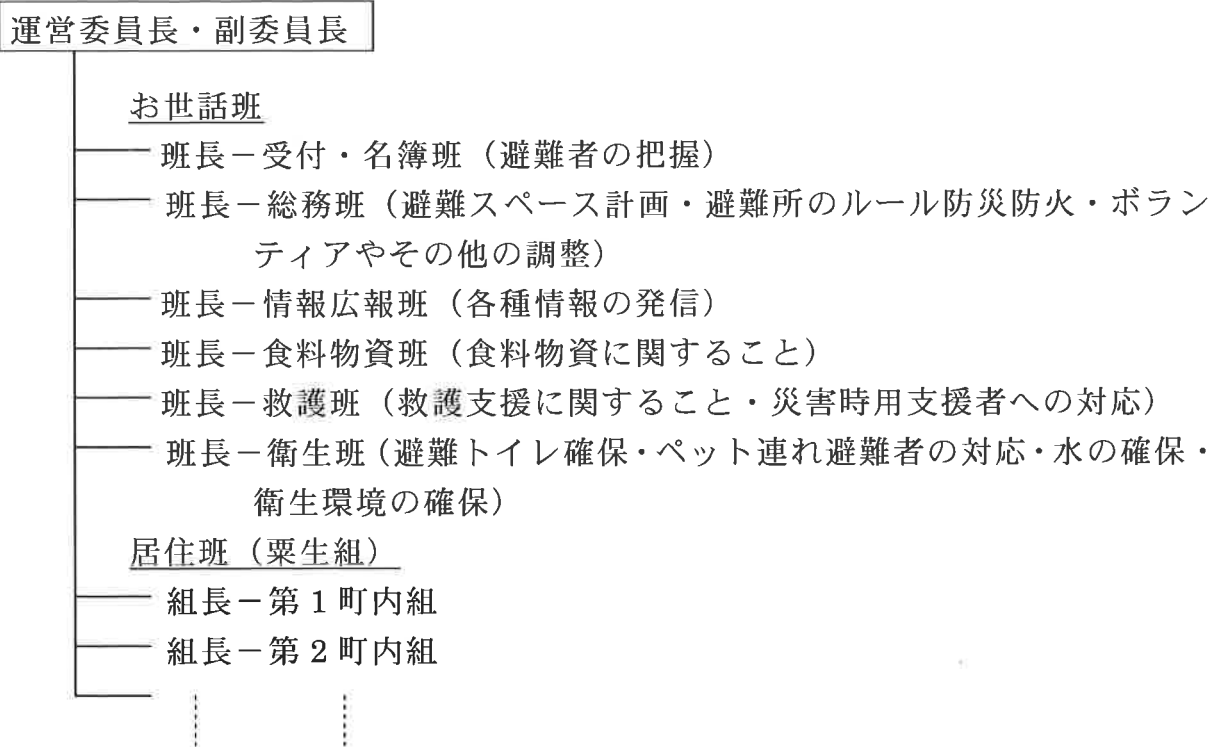 運営委員長・副委員長
お世話班
班長－受付・名簿班（避難者の把握）
班長－総務班（避難スペース計画・避難所のルール防災防火・ボラン
ティアやその他の調整）
班長－情報広報班（各種情報の発信）
班長－食料物資班（食料物資に関すること）
班長－救護班（救護支援に関すること・災害時用支援者への対応）
班長－衛生班（避難トイレ確保・ペット連れ避難者の対応・水の確保・
衛生環境の確保）
居住班（粟生組）
組長－第１町内組
組長－第２町内組